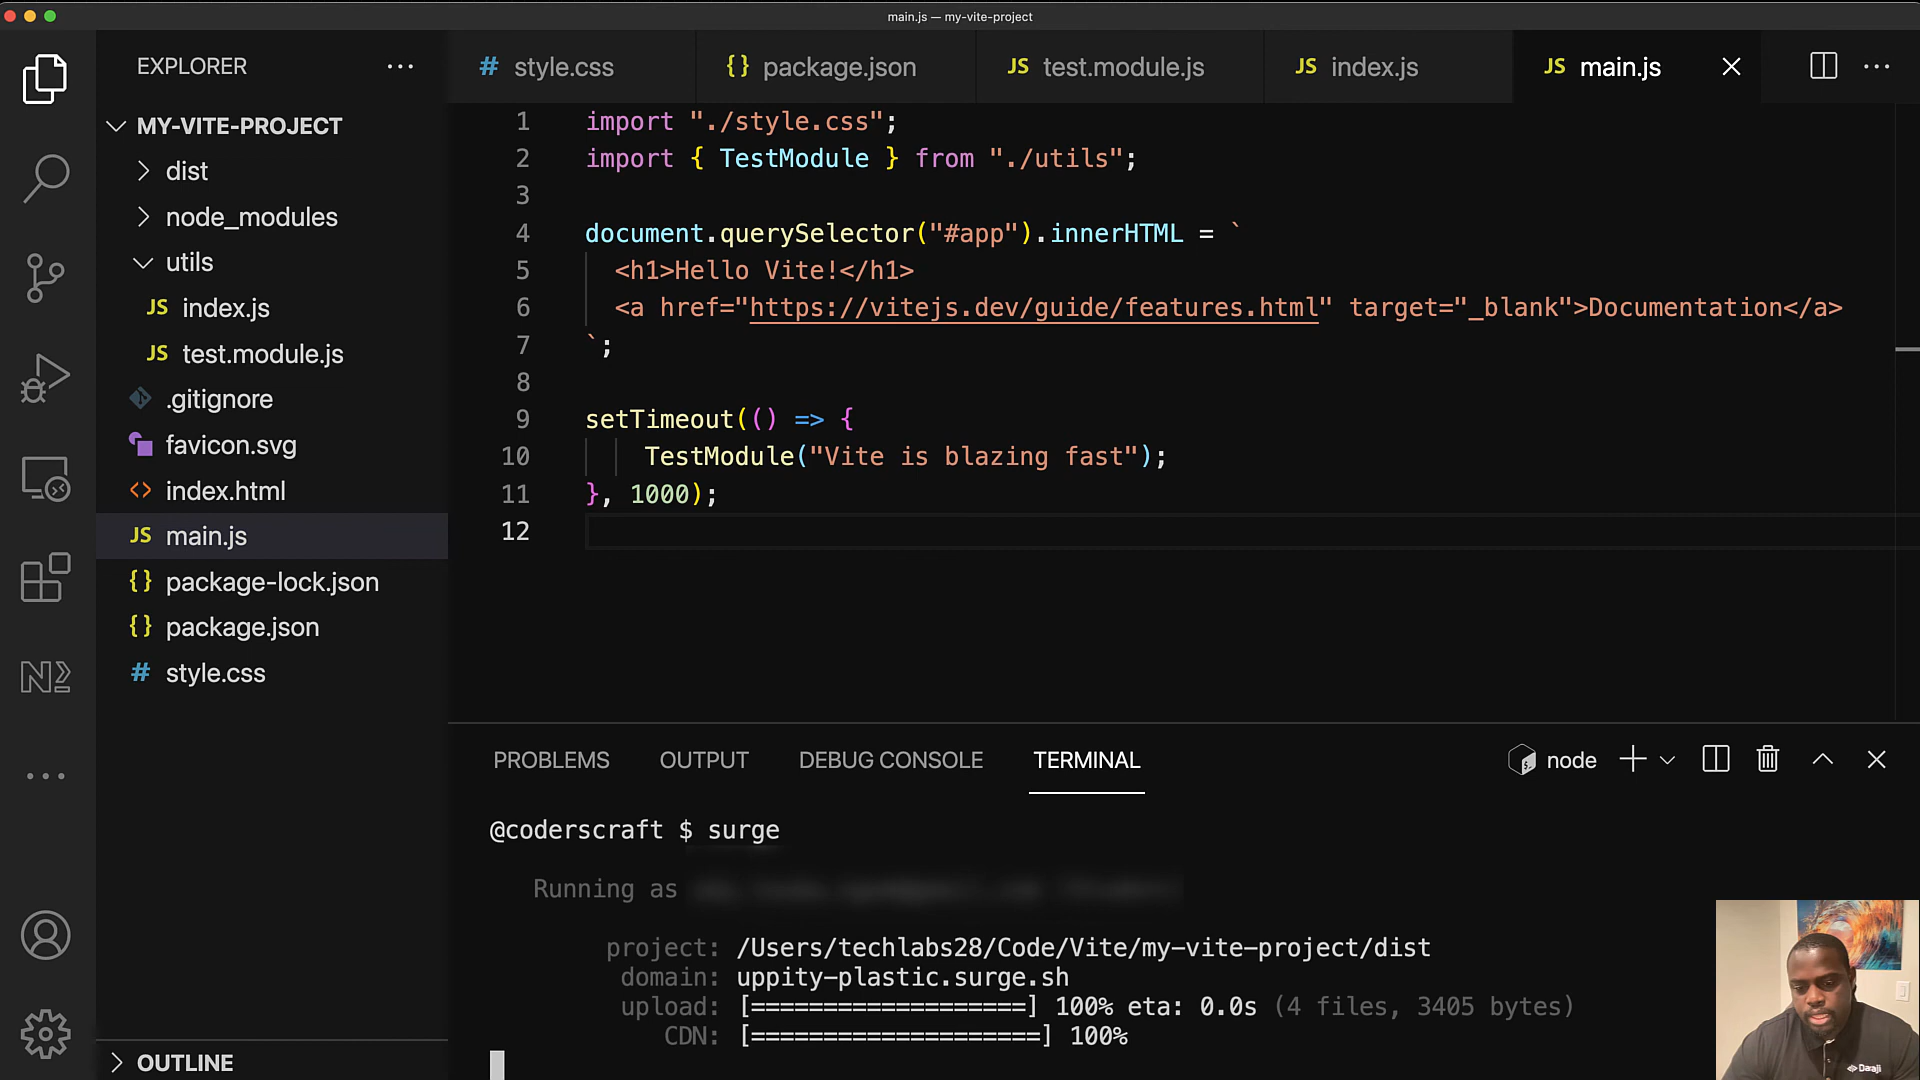 main.js — my-vite-project
EXPLORER
MY-VITE-PROJECT
dist
node_modules
utils
JS index.js
JS test.module.js
.gitignore
favicon.svg
<> index.html
JS main.js
{} package-lock.json
{} package.json
# style.css
OUTLINE
# style.css
{} package.json
JS test.module.js
JS index.js
JS main.js
1 import "./style.css";
2 import { TestModule } from "./utils";
3
4 document.querySelector("#app").innerHTML = `
5 <h1>Hello Vite!</h1>
6 <a href="https://vitejs.dev/guide/features.html" target="_blank">Documentation</a>
7 `;
8
9 setTimeout(() => {
10 TestModule("Vite is blazing fast");
11 }, 1000);
12
PROBLEMS OUTPUT DEBUG CONSOLE TERMINAL
node
@coderscraft $ surge
Running as
project: /Users/techlabs28/Code/Vite/my-vite-project/dist
domain: uppity-plastic.surge.sh
upload: [===================] 100% eta: 0.0s (4 files, 3405 bytes)
CDN: [====================] 100%
Daraji